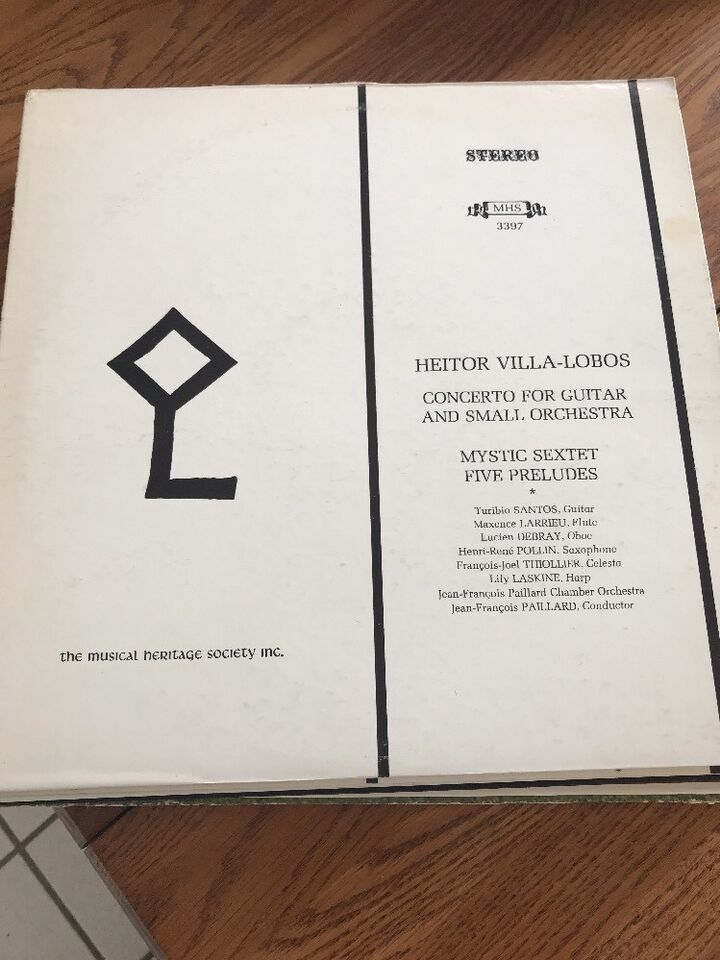 STEREO
MHS
3397
HEITOR VILLA-LOBOS
CONCERTO FOR GUITAR
AND SMALL ORCHESTRA
MYSTIC SEXTET
FIVE PRELUDES
*
Turibio SANTOS, Guitar
Maxence LARRIEU, Flute
Lucien DEBRAY, Oboe
Henri-René POLLIN, Saxophone
François-Joel THIOLLIER, Celesta
Lily LASKINE, Harp
Jean-François Paillard Chamber Orchestra
Jean-François PAILLARD, Conductor
the musical heritage society inc.